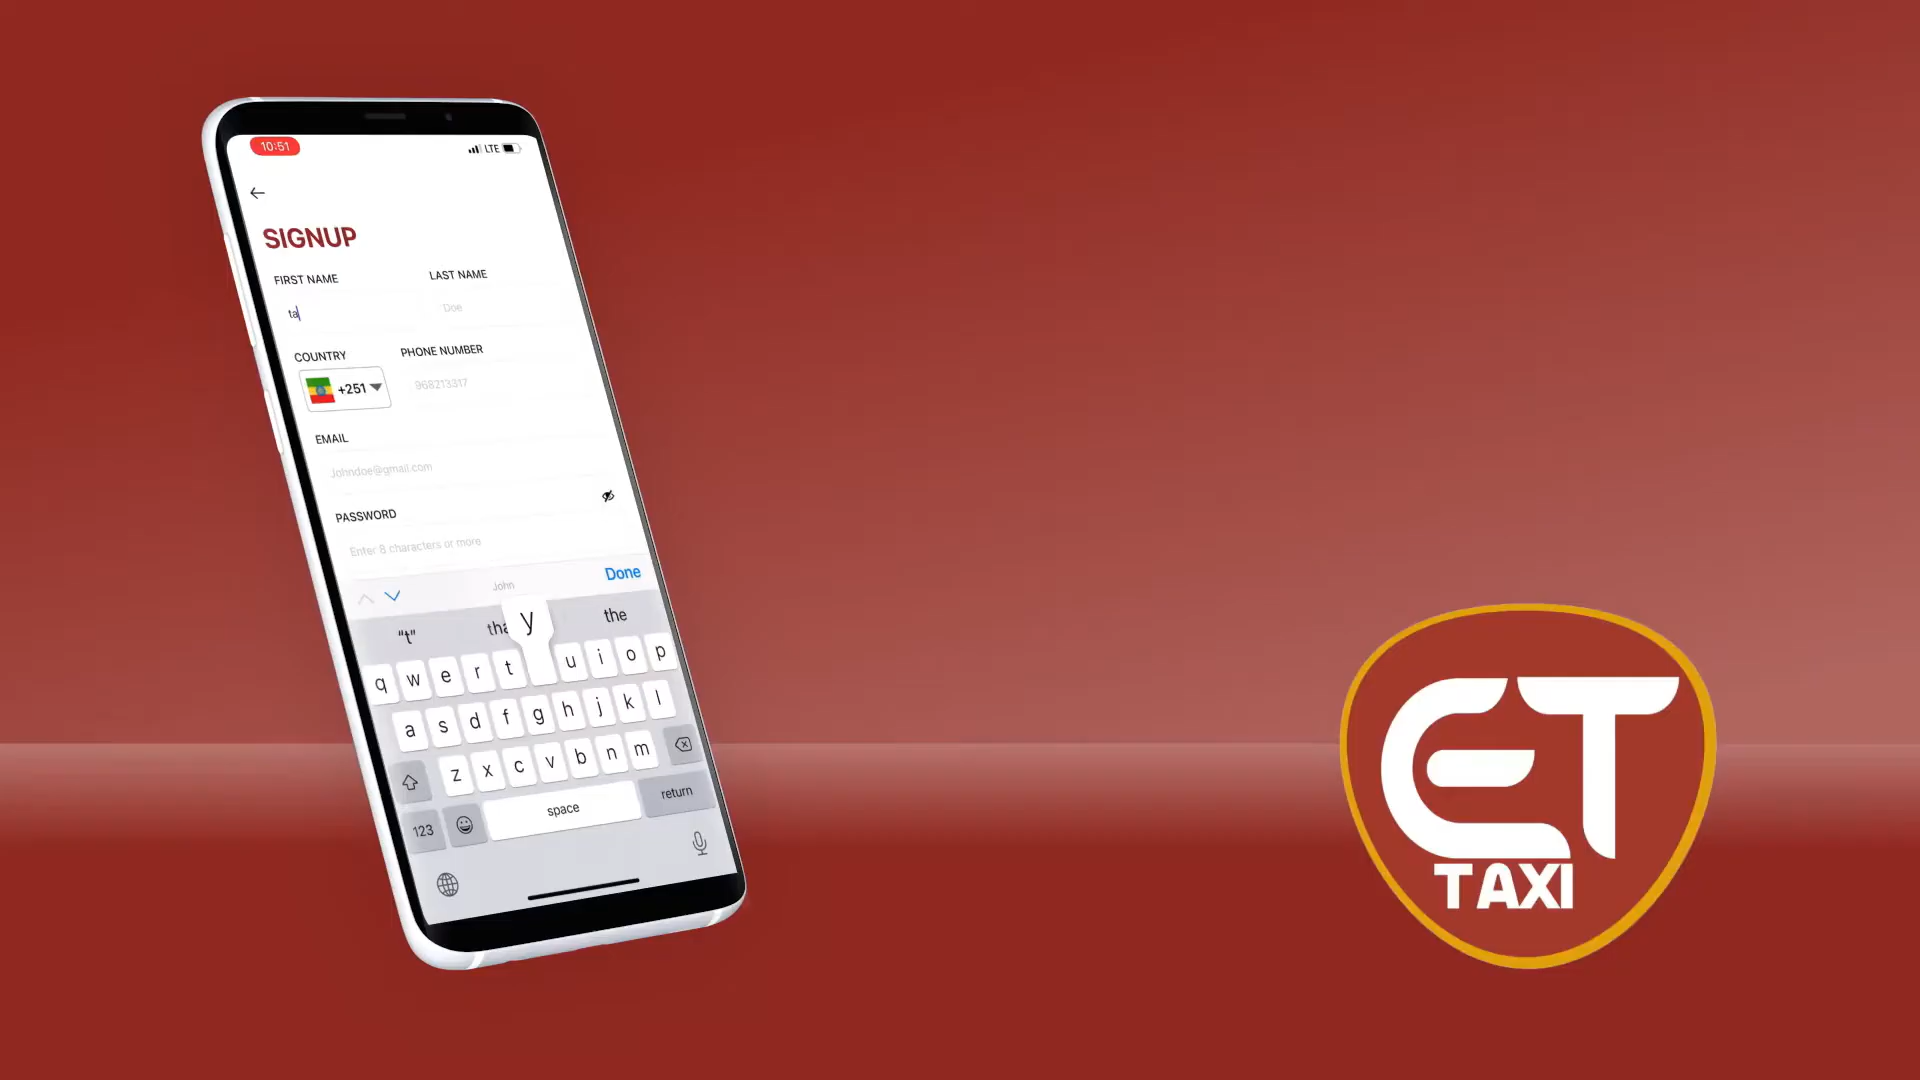 10:51
LTE
SIGNUP
FIRST NAME
LAST NAME
ta
Doe
COUNTRY
PHONE NUMBER
+251
968213317
EMAIL
Johndoe@gmail.com
PASSWORD
Enter 8 characters or more
John
Done
"t"
the
y
q w e r t u i o p
a s d f g h j k l
z x c v b n m
123
space
return
ET
TAXI